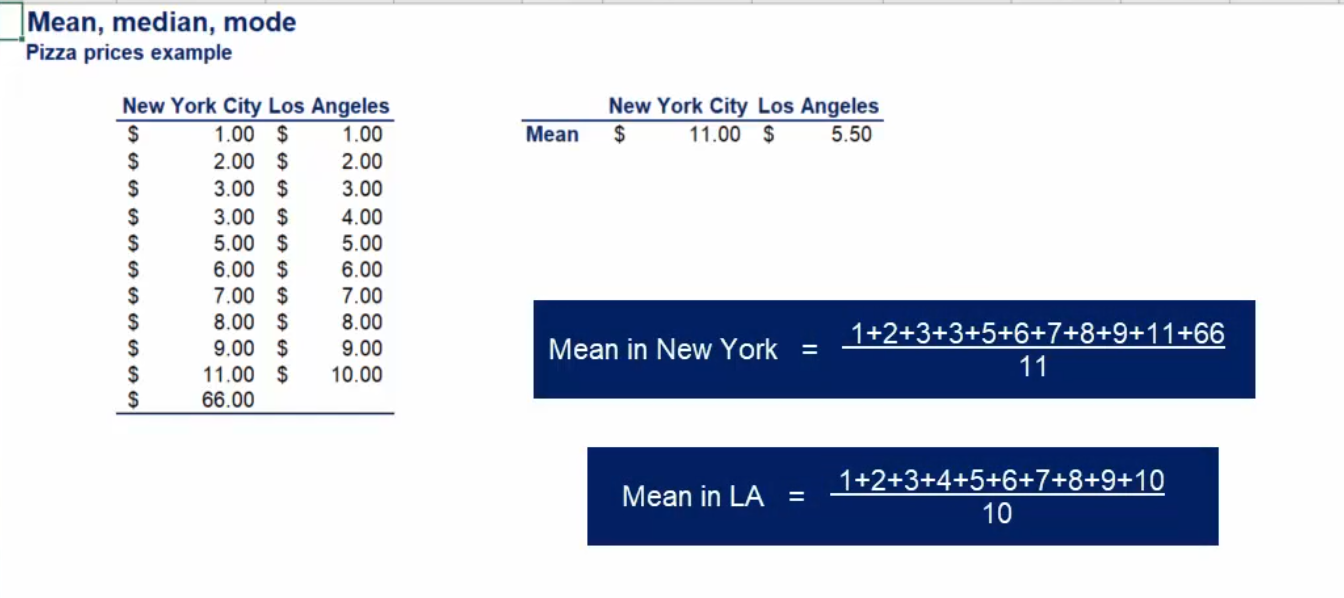 Mean, median, mode
Pizza prices example
New York City Los Angeles
$ 1.00 $ 1.00
$ 2.00 $ 2.00
$ 3.00 $ 3.00
$ 3.00 $ 4.00
$ 5.00 $ 5.00
$ 6.00 $ 6.00
$ 7.00 $ 7.00
$ 8.00 $ 8.00
$ 9.00 $ 9.00
$ 11.00 $ 10.00
$ 66.00
New York City Los Angeles
Mean $ 11.00 $ 5.50
Mean in New York = 1+2+3+3+5+6+7+8+9+11+66
11
Mean in LA = 1+2+3+4+5+6+7+8+9+10
10